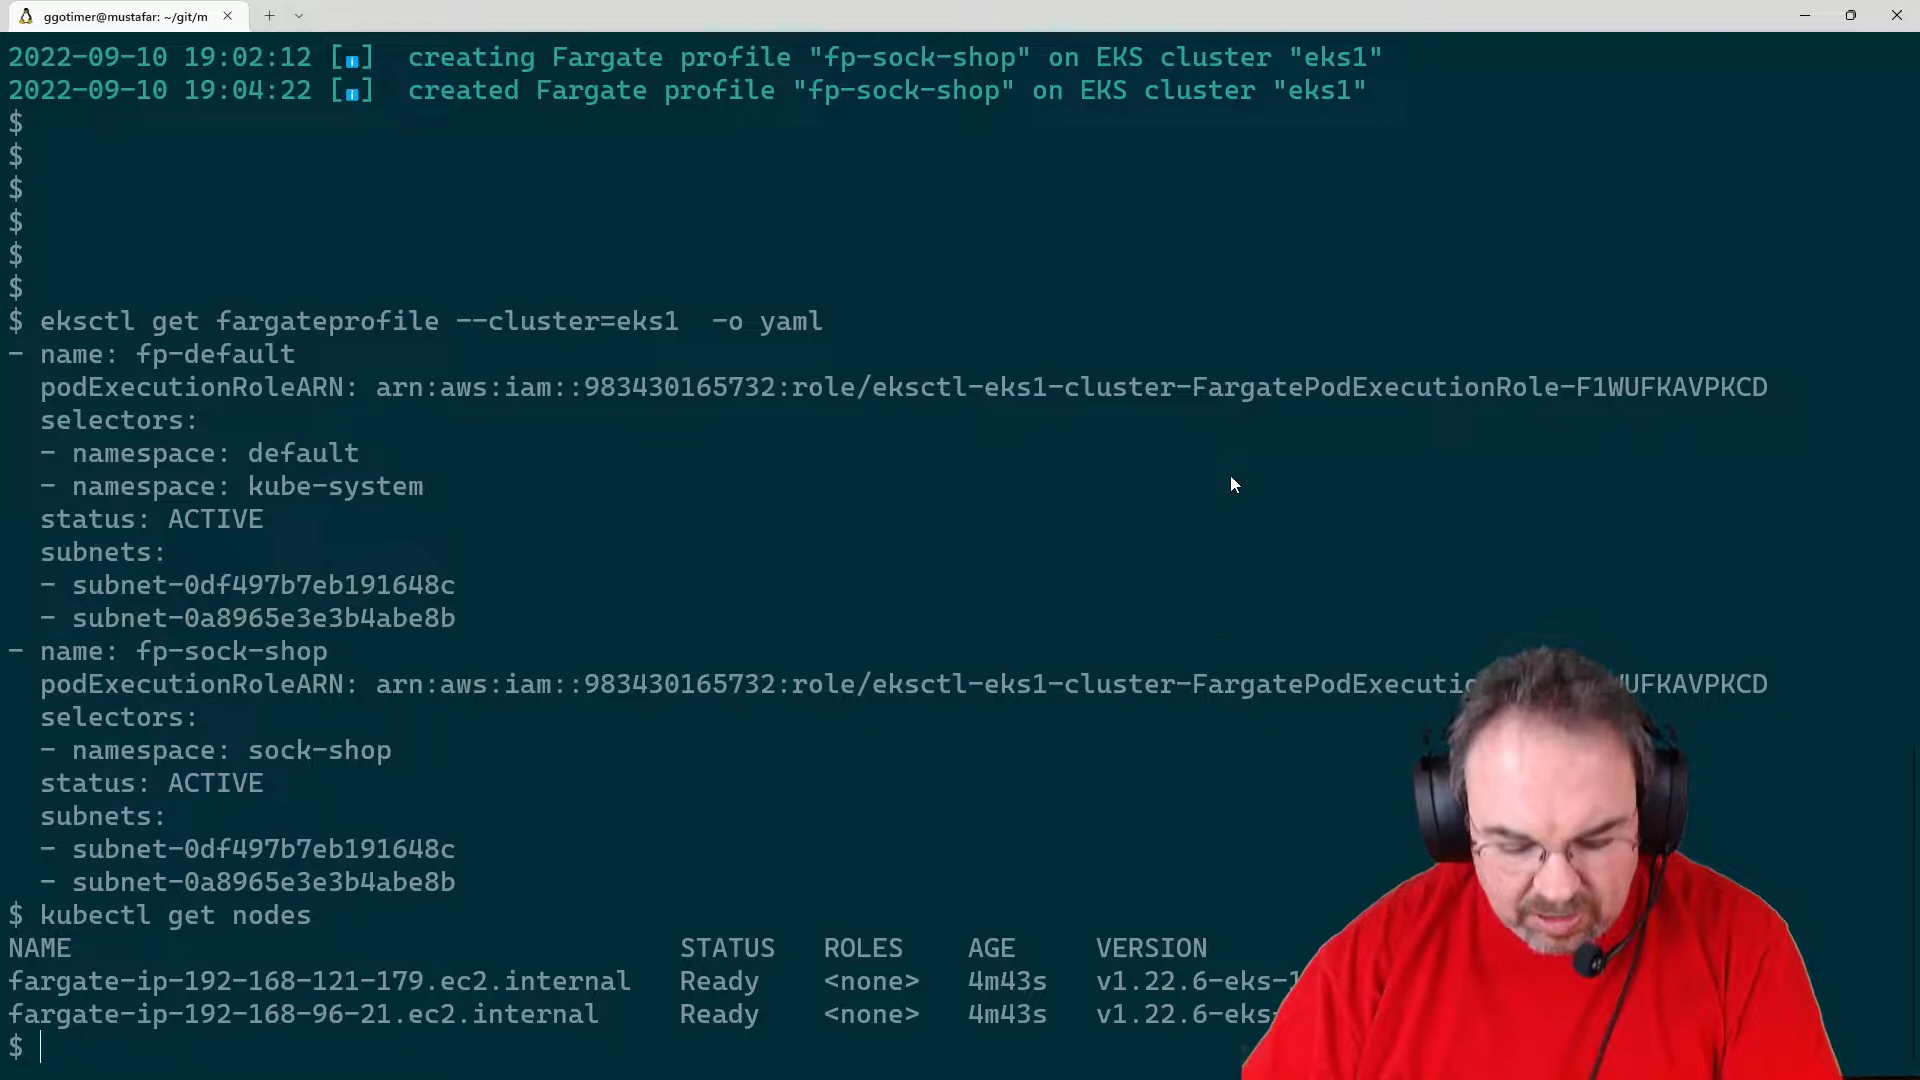 ggotimer@mustafar: ~/git/m
2022-09-10 19:02:12 [ℹ]  creating Fargate profile "fp-sock-shop" on EKS cluster "eks1"
2022-09-10 19:04:22 [ℹ]  created Fargate profile "fp-sock-shop" on EKS cluster "eks1"
$
$
$
$
$
$
$ eksctl get fargateprofile --cluster=eks1  -o yaml
- name: fp-default
  podExecutionRoleARN: arn:aws:iam::983430165732:role/eksctl-eks1-cluster-FargatePodExecutionRole-F1WUFKAVPKCD
  selectors:
  - namespace: default
  - namespace: kube-system
  status: ACTIVE
  subnets:
  - subnet-0df497b7eb191648c
  - subnet-0a8965e3e3b4abe8b
- name: fp-sock-shop
  podExecutionRoleARN: arn:aws:iam::983430165732:role/eksctl-eks1-cluster-FargatePodExecutio UFKAVPKCD
  selectors:
  - namespace: sock-shop
  status: ACTIVE
  subnets:
  - subnet-0df497b7eb191648c
  - subnet-0a8965e3e3b4abe8b
$ kubectl get nodes
NAME STATUS ROLES AGE VERSION
fargate-ip-192-168-121-179.ec2.internal Ready <none> 4m43s v1.22.6-eks-1
fargate-ip-192-168-96-21.ec2.internal Ready <none> 4m43s v1.22.6-eks-
$